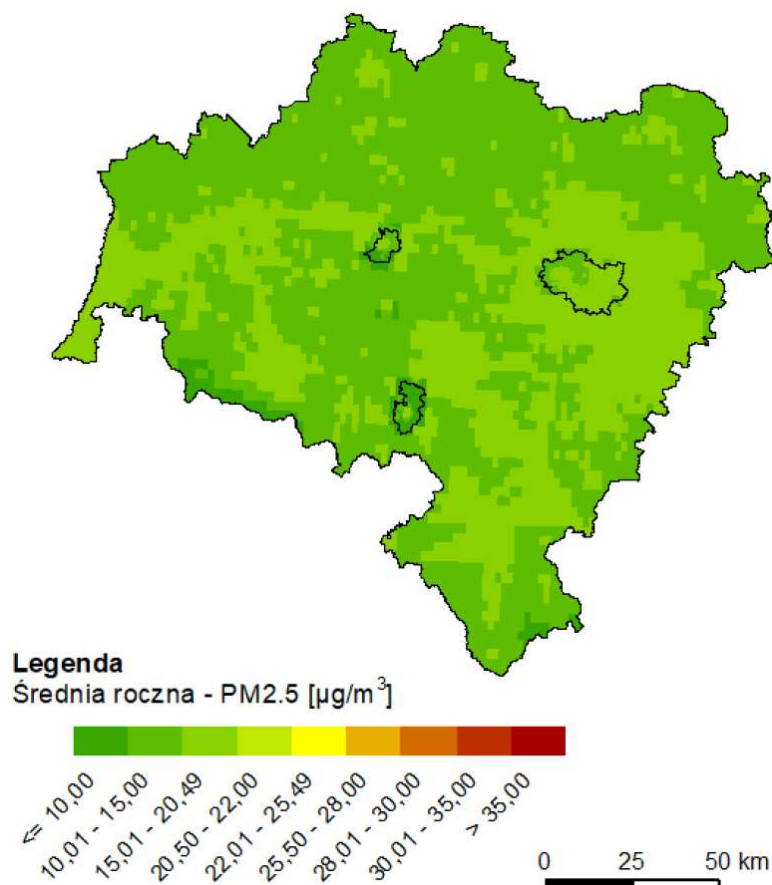 Legenda
Średnia roczna - PM2.5 [µg/m³]
<= 10,00
10,01 - 15,00
15,01 - 20,49
20,50 - 22,00
22,01 - 25,49
25,50 - 28,00
28,01 - 30,00
30,01 - 35,00
> 35,00
0 25 50 km